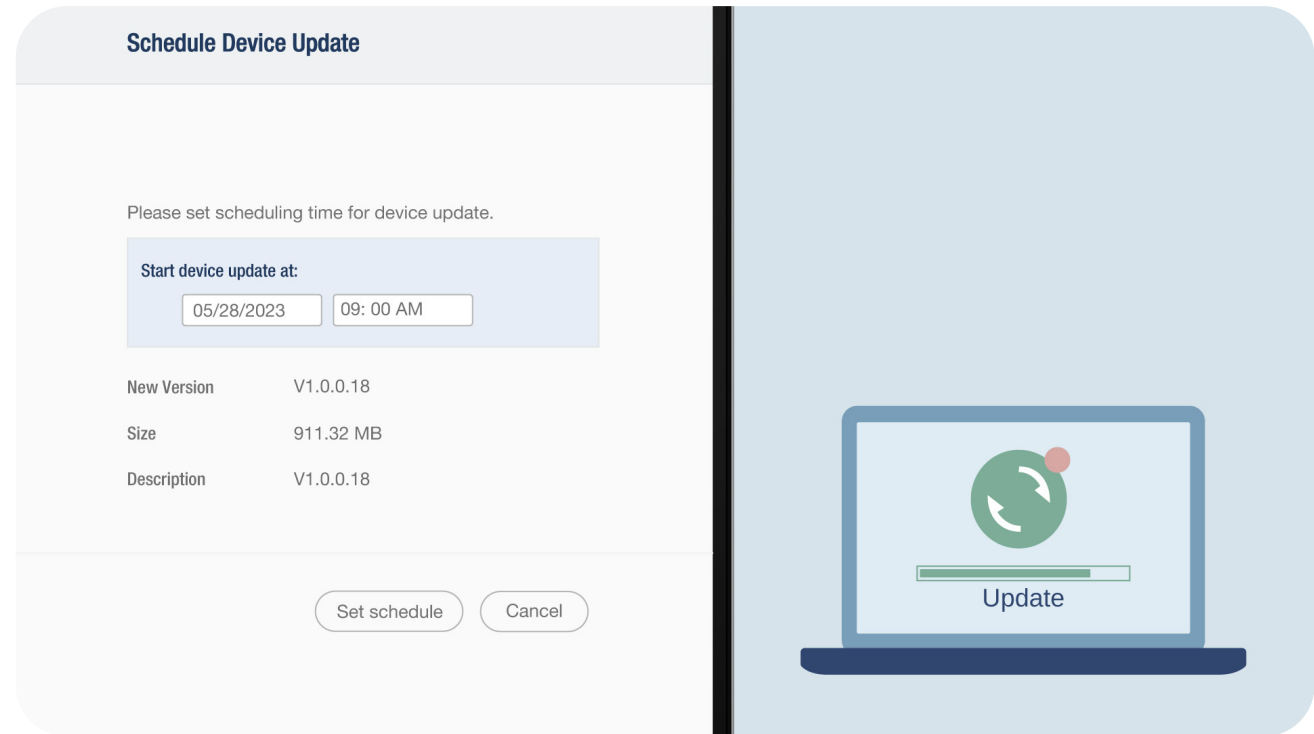 Schedule Device Update
Please set scheduling time for device update.
Start device update at:
05/28/2023 09: 00 AM
New Version V1.0.0.18
Size 911.32 MB
Description V1.0.0.18
Set schedule Cancel
Update